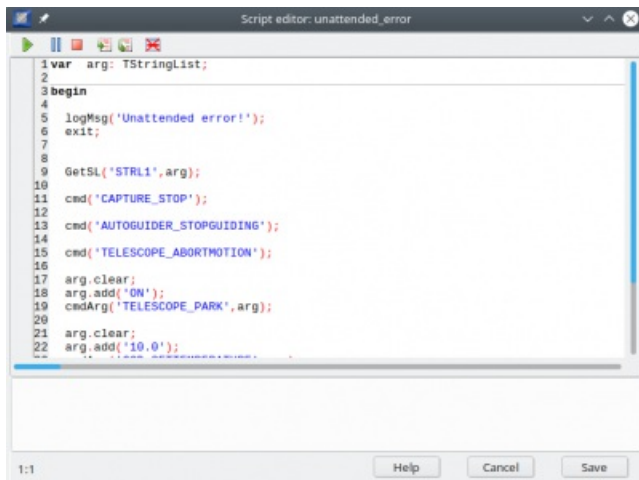 Script editor: unattended_error
1 var arg: TStringList;
2
3 begin
4
5 logMsg('Unattended error!');
6 exit;
7
8
9 GetSL('STRL1',arg);
10
11 cmd('CAPTURE_STOP');
12
13 cmd('AUTOGUIDER_STOPGUIDING');
14
15 cmd('TELESCOPE_ABORTMOTION');
16
17 arg.clear;
18 arg.add('ON');
19 cmdArg('TELESCOPE_PARK',arg);
20
21 arg.clear;
22 arg.add('10.0');
1:1
Help
Cancel
Save